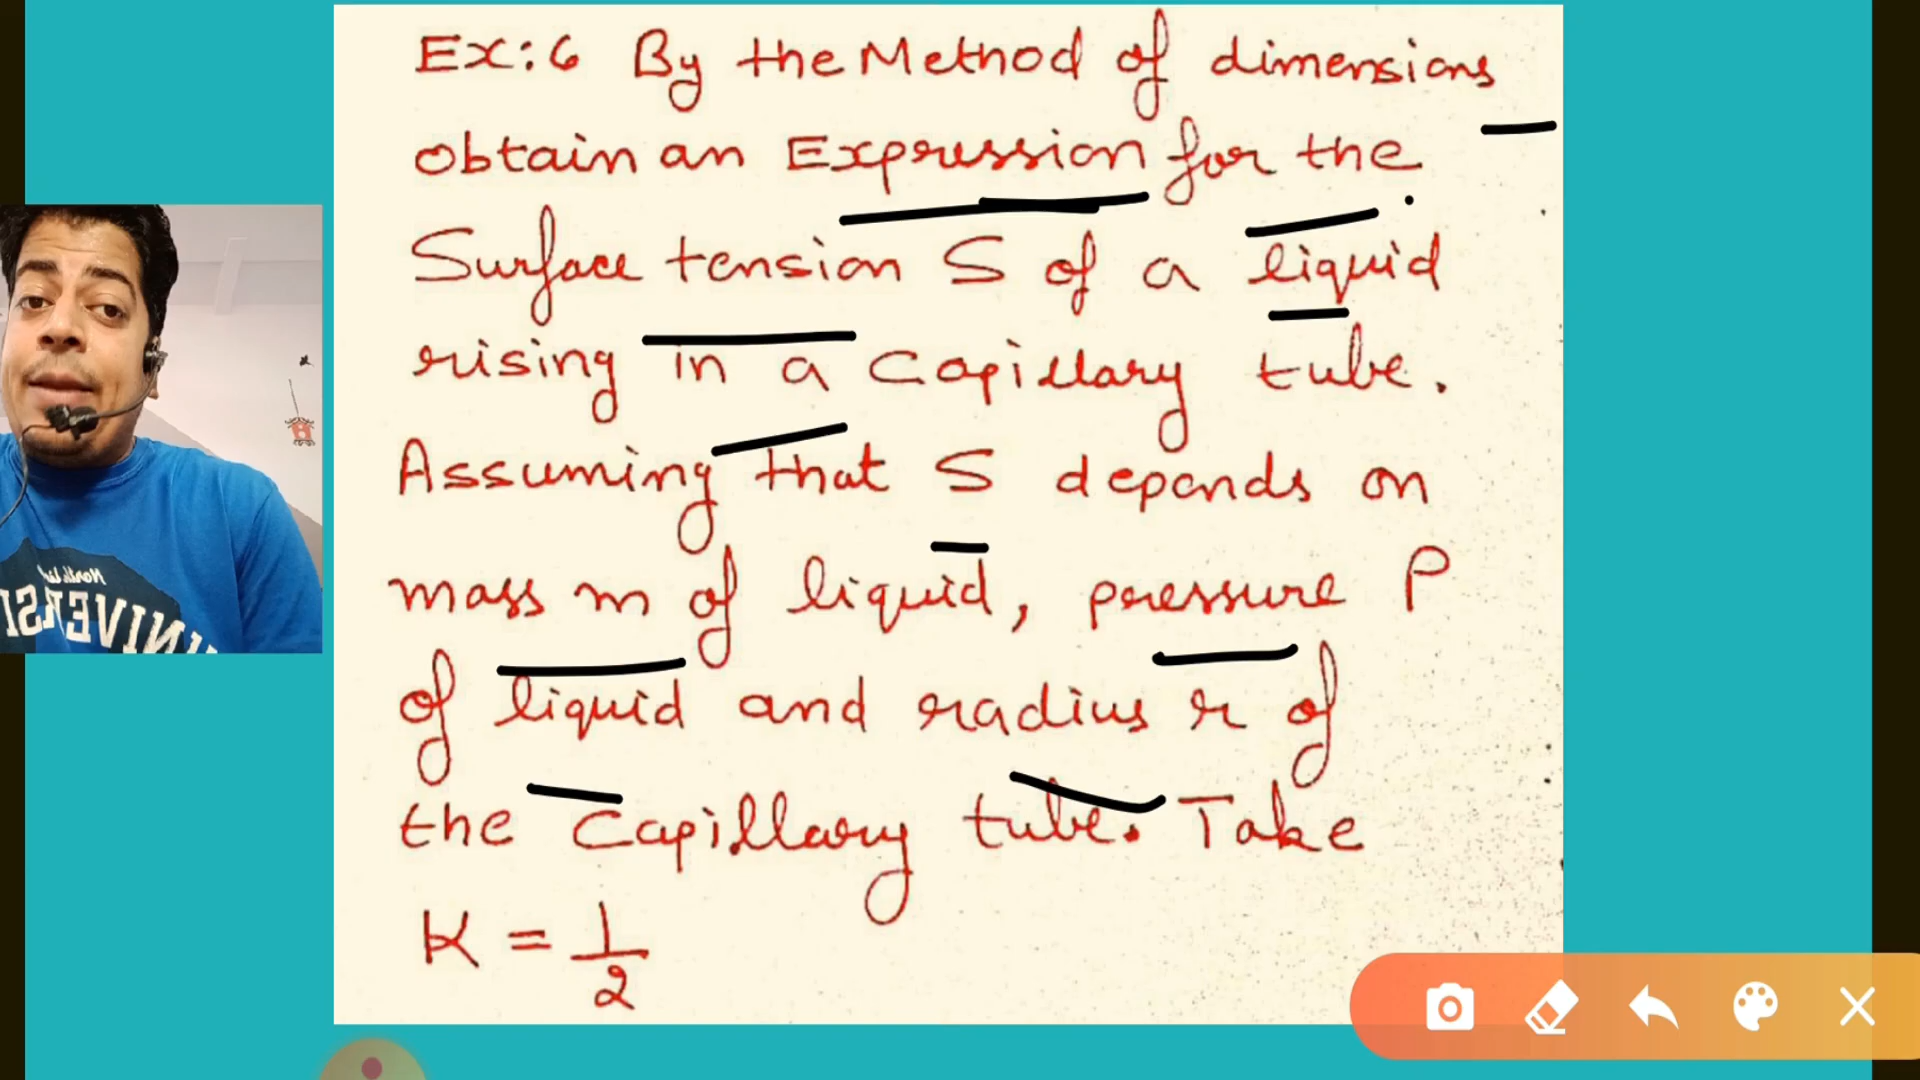 Ex:6 By the Method of dimensions
obtain an Expression for the
Surface tension S of a liquid
rising in a Capillary tube.
Assuming that S depends on
mass m of liquid, pressure P
of liquid and radius r of
the Capillary tube. Take
K = 1/2
UNIVERSI